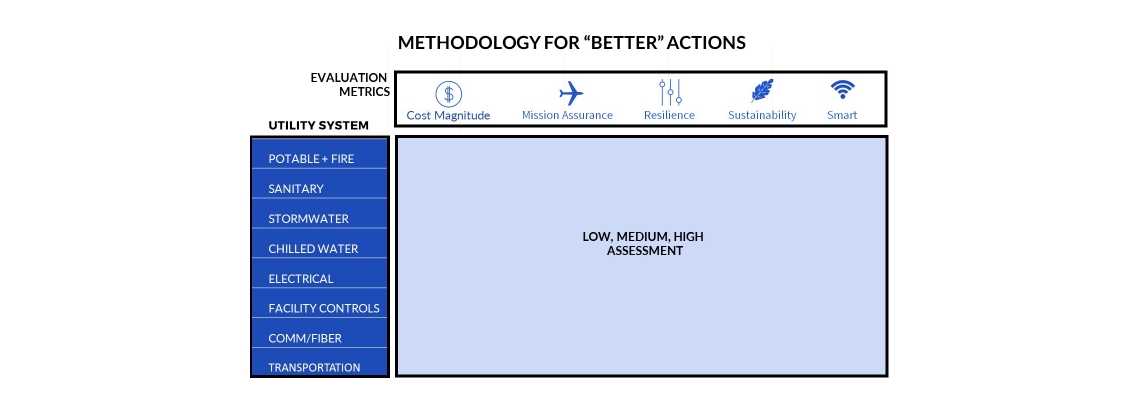 METHODOLOGY FOR “BETTER” ACTIONS
EVALUATION
METRICS
$
Cost Magnitude
Mission Assurance
Resilience
Sustainability
Smart
UTILITY SYSTEM
POTABLE + FIRE
SANITARY
STORMWATER
CHILLED WATER
ELECTRICAL
FACILITY CONTROLS
COMM/FIBER
TRANSPORTATION
LOW, MEDIUM, HIGH
ASSESSMENT